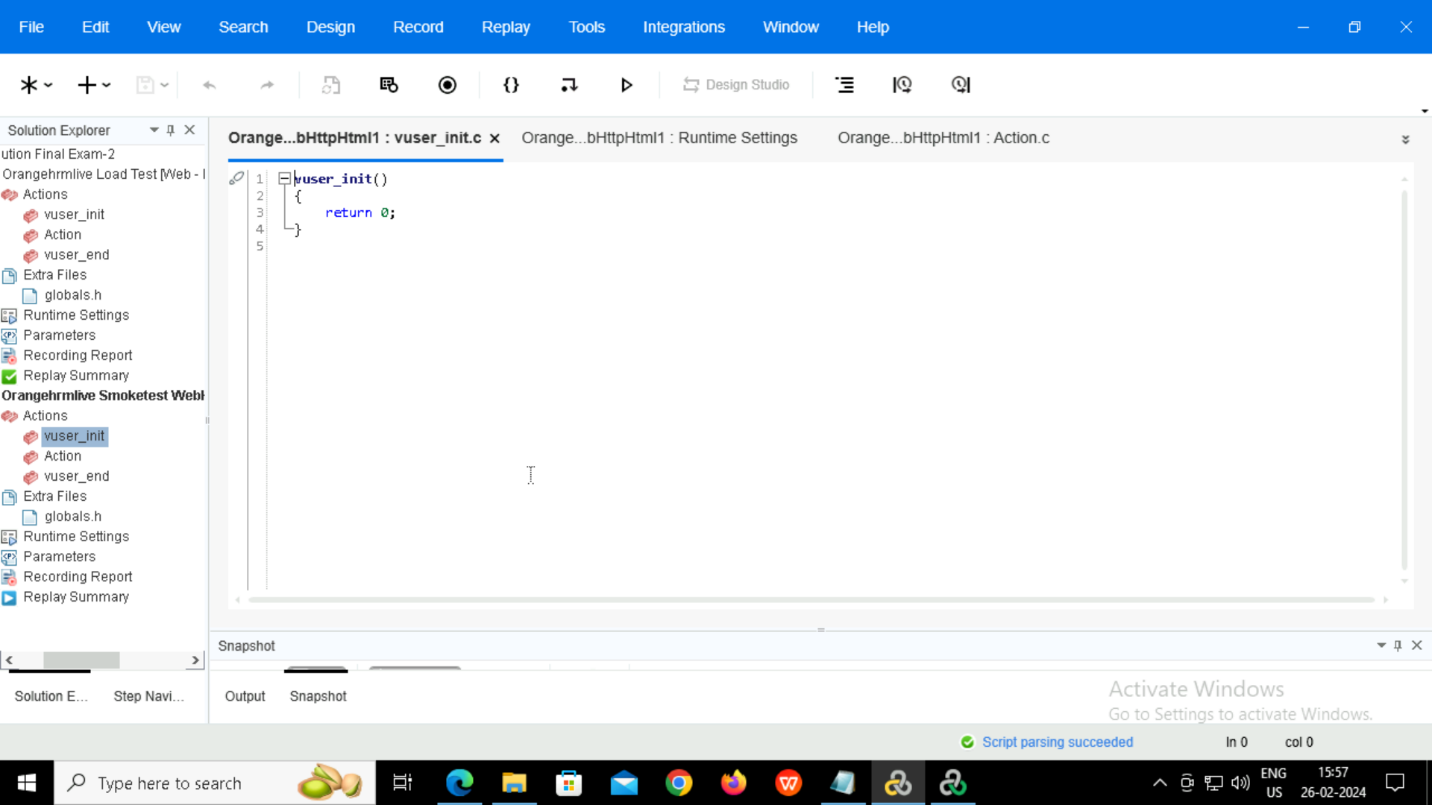 File Edit View Search Design Record Replay Tools Integrations Window Help
Design Studio
Solution Explorer
ution Final Exam-2
Orangehrmlive Load Test [Web -
Actions
vuser_init
Action
vuser_end
Extra Files
globals.h
Runtime Settings
Parameters
Recording Report
Replay Summary
Orangehrmlive Smoketest Web
Actions
vuser_init
Action
vuser_end
Extra Files
globals.h
Runtime Settings
Parameters
Recording Report
Replay Summary
Solution E... Step Navi...
Orange...bHttpHtml1 : vuser_init.c Orange...bHttpHtml1 : Runtime Settings Orange...bHttpHtml1 : Action.c
1 vuser_init()
2 {
3 return 0;
4 }
5
Snapshot
Output Snapshot
Activate Windows
Go to Settings to activate Windows.
Script parsing succeeded ln 0 col 0
Type here to search
ENG
US
15:57
26-02-2024